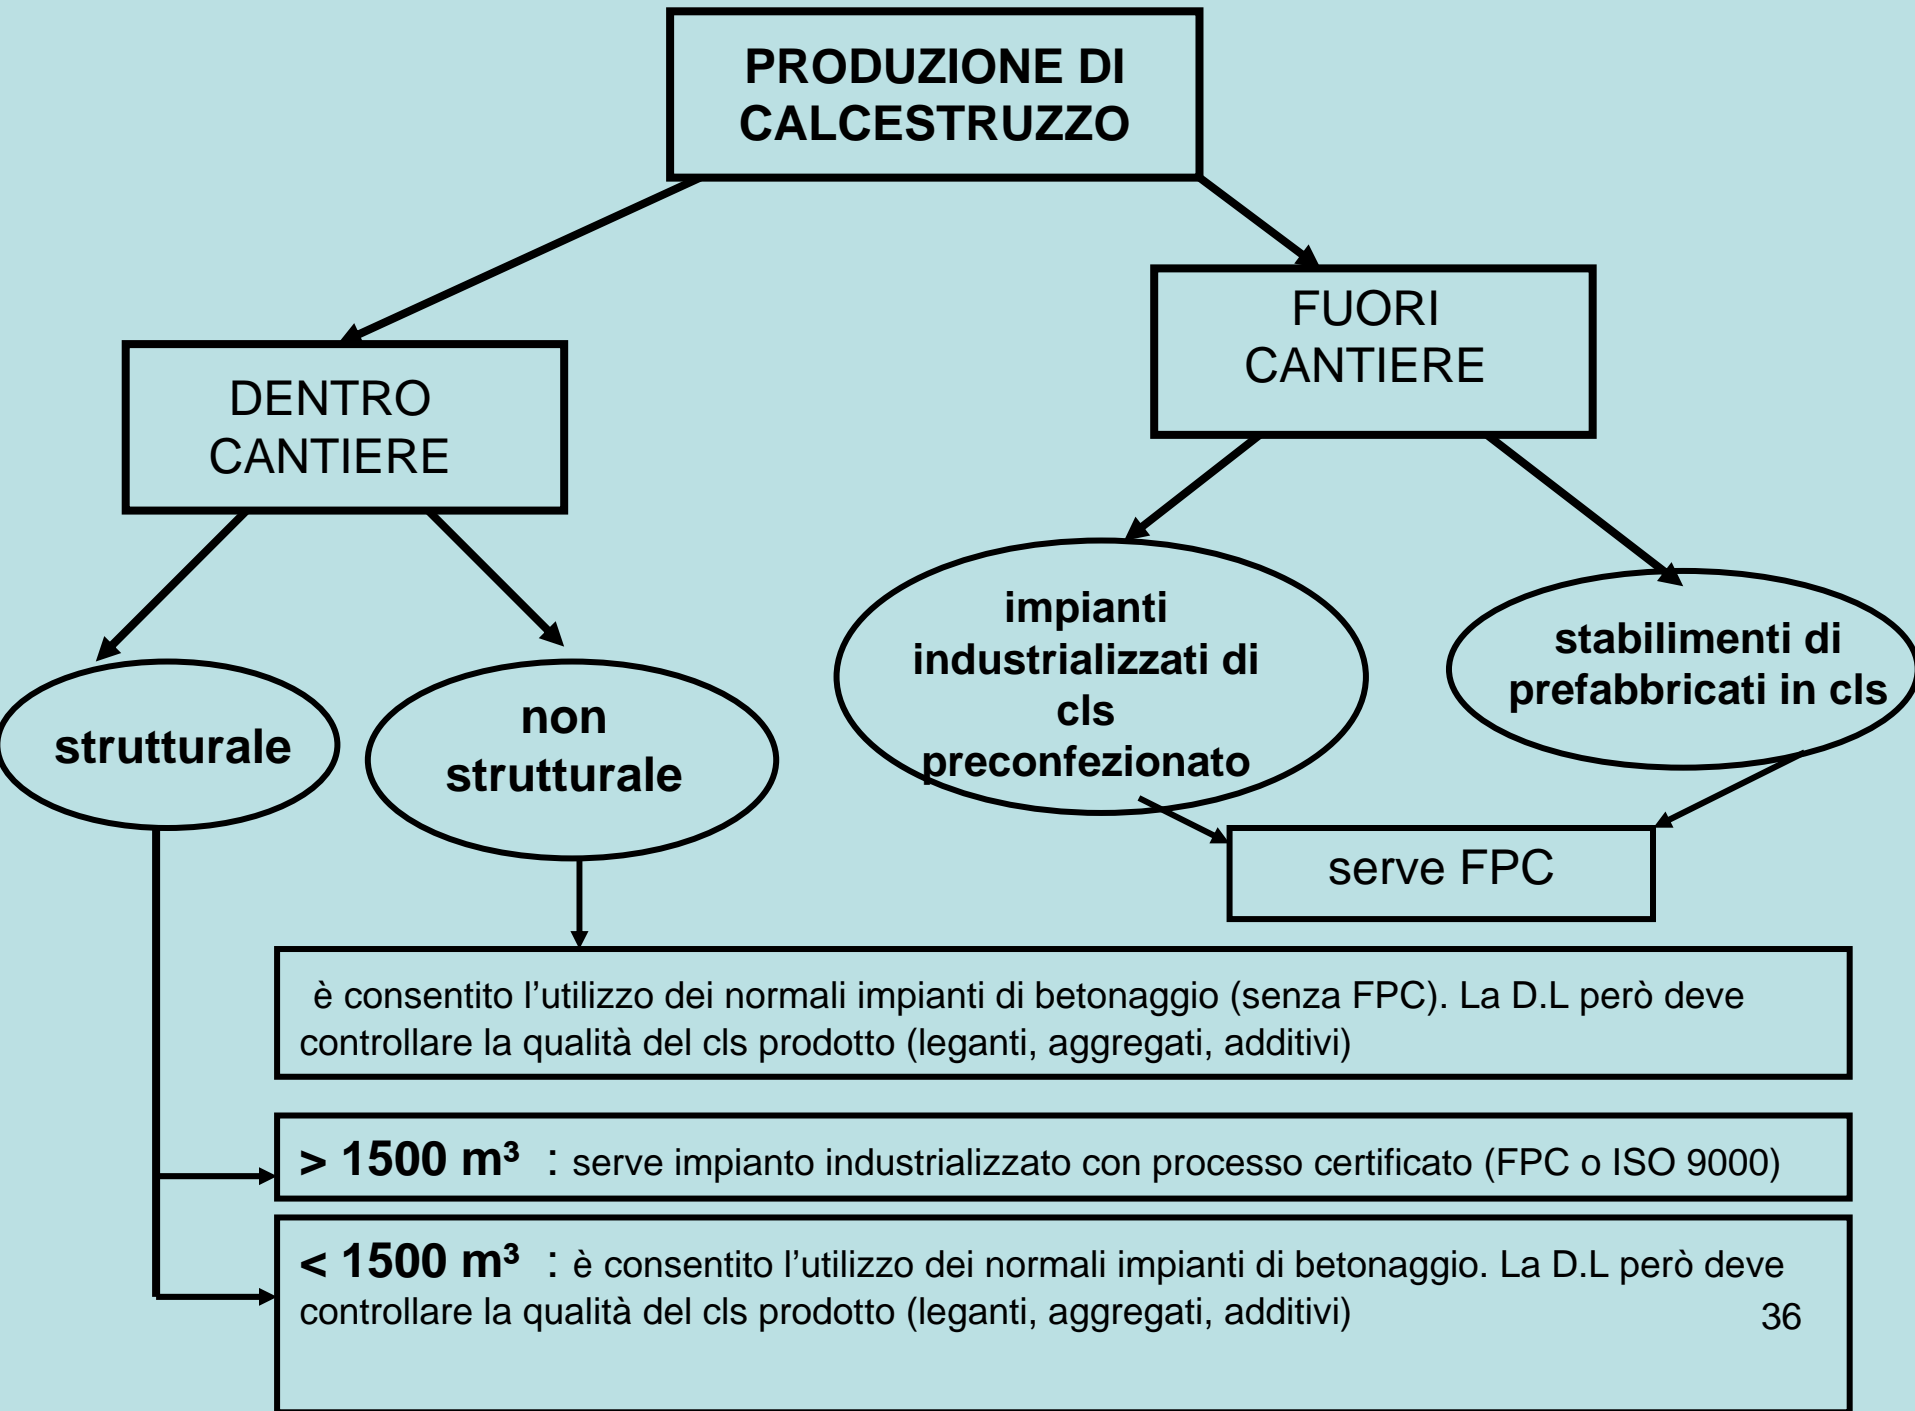 PRODUZIONE DI
CALCESTRUZZO
DENTRO
CANTIERE
FUORI
CANTIERE
strutturale
non
strutturale
impianti
industrializzati di
cls
preconfezionato
stabilimenti di
prefabbricati in cls
serve FPC
è consentito l’utilizzo dei normali impianti di betonaggio (senza FPC). La D.L però deve
controllare la qualità del cls prodotto (leganti, aggregati, additivi)
> 1500 m³ : serve impianto industrializzato con processo certificato (FPC o ISO 9000)
< 1500 m³ : è consentito l’utilizzo dei normali impianti di betonaggio. La D.L però deve
controllare la qualità del cls prodotto (leganti, aggregati, additivi)
36